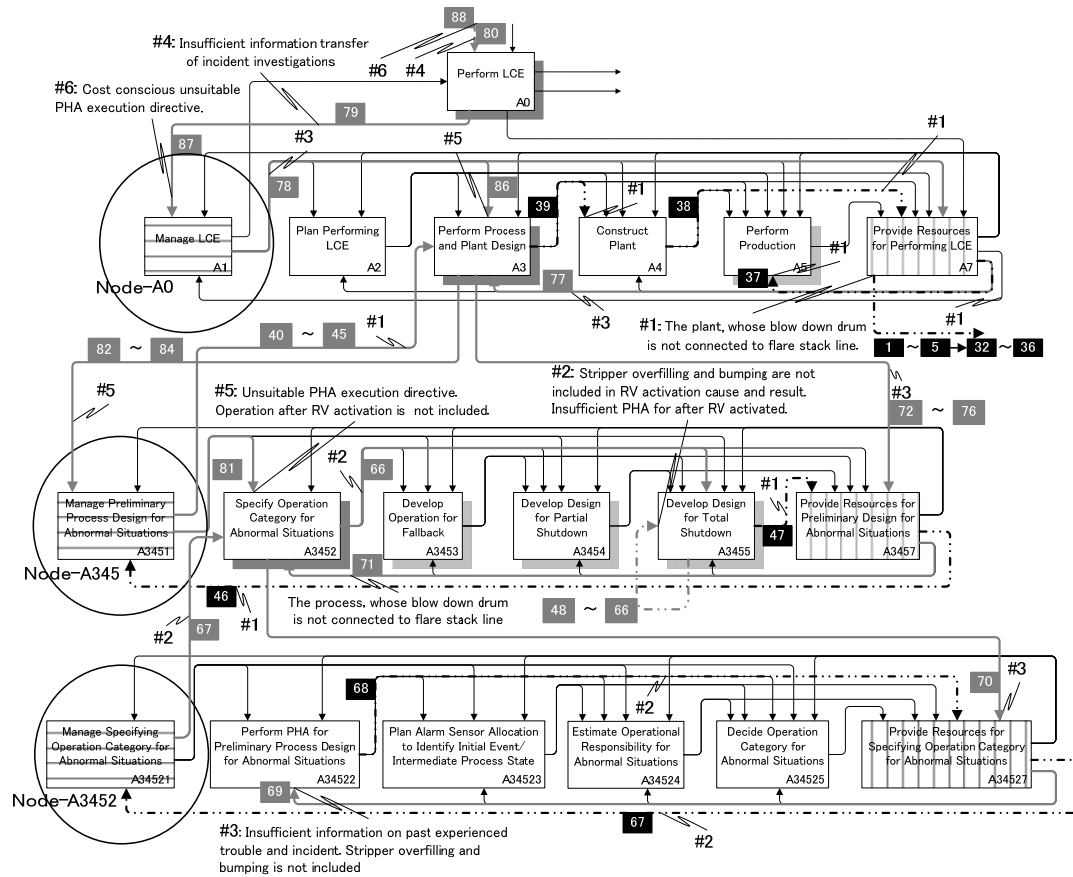 88
80
#4: Insufficient information transfer
of incident investigations
#6 #4
Perform LCE
A0
#6: Cost conscious unsuitable
PHA execution directive.
79
87
#3
#5
#1
78
86
39
#1
38
Manage LCE
A1
Plan Performing
LCE
A2
Perform Process
and Plant Design
A3
Construct
Plant
A4
Perform
Production
A5
Provide Resources
for Performing LCE
A7
#1
Node-A0
77
37
#3
#1: The plant, whose blow down drum
is not connected to flare stack line.
#1
1 ~ 5 32 ~ 36
40 ~ 45
#1
82 ~ 84
#5
#5: Unsuitable PHA execution directive.
Operation after RV activation is not included.
#2: Stripper overfilling and bumping are not
included in RV activation cause and result.
Insufficient PHA for after RV activated.
#3
72 ~ 76
81
#2
66
#1
Manage Preliminary
Process Design for
Abnormal Situations
A3451
Specify Operation
Category for
Abnormal Situations
A3452
Develop
Operation for
Fallback
A3453
Develop Design
for Partial
Shutdown
A3454
Develop Design
for Total
Shutdown
A3455
47
Provide Resources for
Preliminary Design for
Abnormal Situations
A3457
Node-A345
71
46
#1
The process, whose blow down drum
is not connected to flare stack line
48 ~ 66
#2
67
68
#2
70
#3
Manage Specifying
Operation Category for
Abnormal Situations
A34521
Perform PHA for
Preliminary Process Design
for Abnormal Situations
A34522
Plan Alarm Sensor Allocation
to Identify Initial Event/
Intermediate Process State
A34523
Estimate Operational
Responsibility for
Abnormal Situations
A34524
Decide Operation
Category for
Abnormal Situations
A34525
Provide Resources for
Specifying Operation Category
for Abnormal Situations
A34527
Node-A3452
69
67
#2
#3: Insufficient information on past experienced
trouble and incident. Stripper overfilling and
bumping is not included